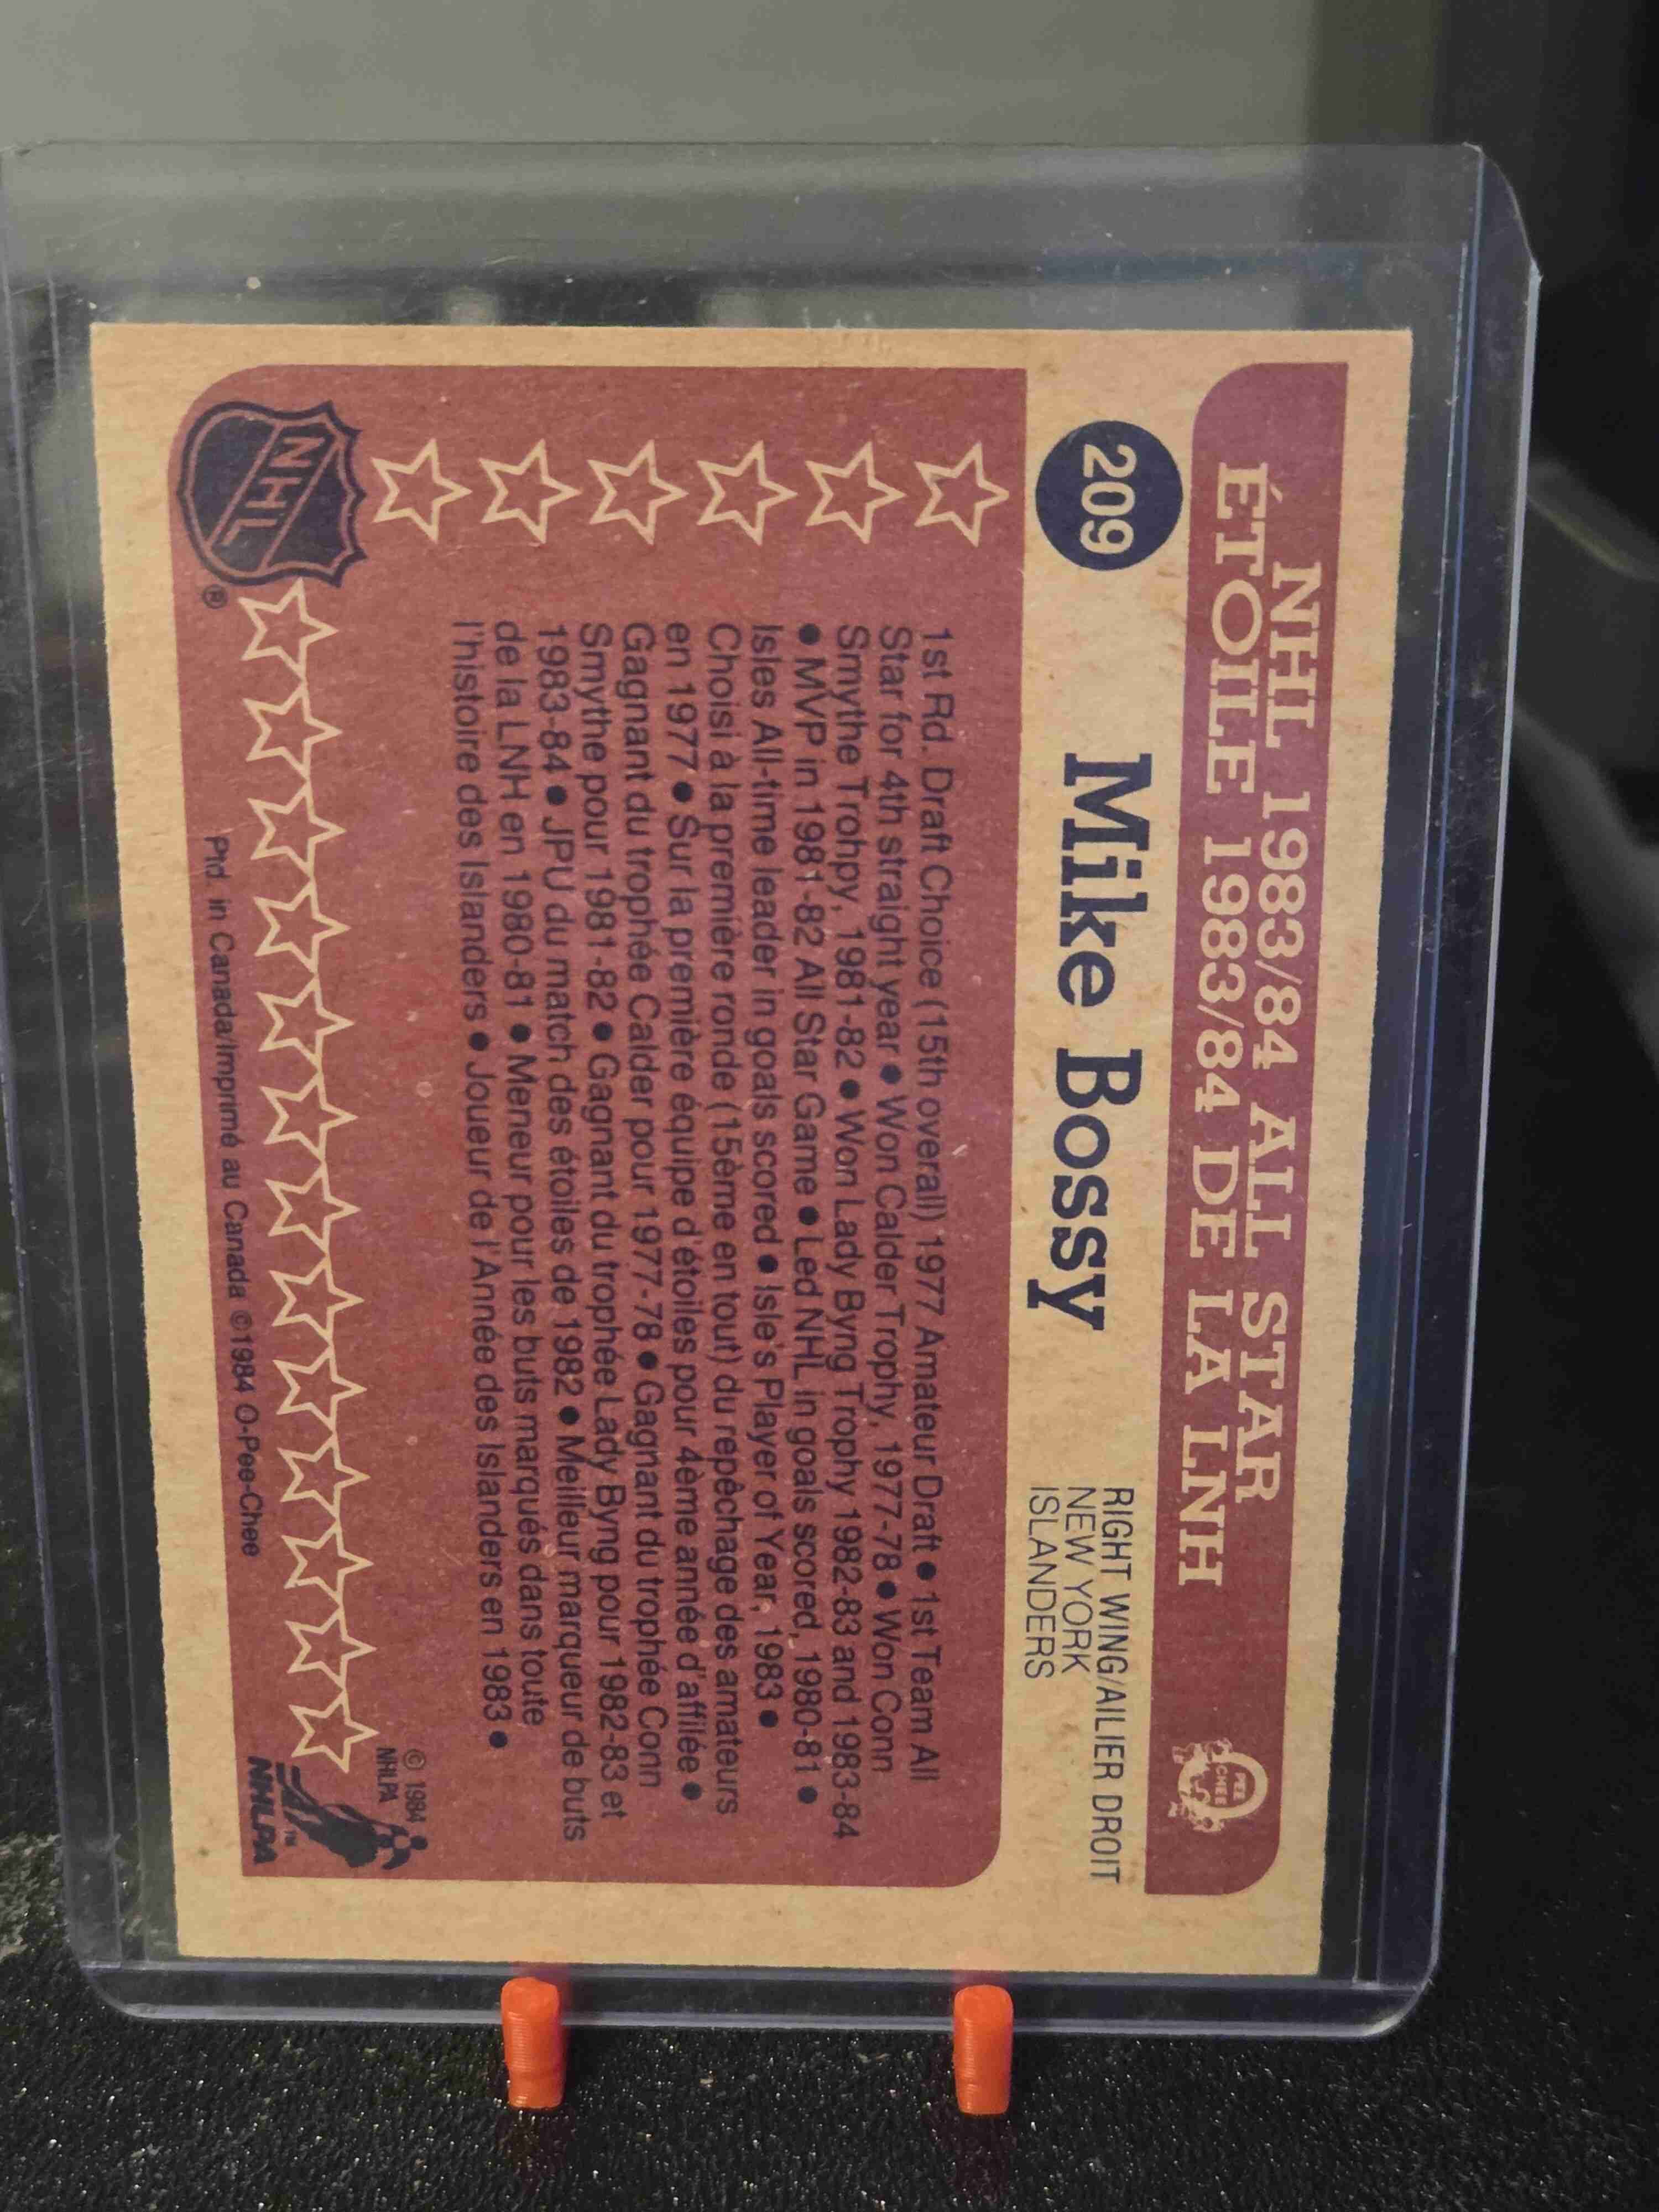 NHL 1983/84 ALL STAR
ÉTOILE 1983/84 DE LA LNH
O
PEE
CHEE
209
Mike Bossy
RIGHT WING/AILIER DROIT
NEW YORK
ISLANDERS
1st Rd. Draft Choice (15th overall) 1977 Amateur Draft ● 1st Team All
Star for 4th straight year ● Won Calder Trophy, 1977-78 ● Won Conn
Smythe Trohpy, 1981-82 ● Won Lady Byng Trophy 1982-83 and 1983-84
● MVP in 1981-82 All Star Game ● Led NHL in goals scored, 1980-81 ●
Isles All-time leader in goals scored ● Isle's Player of Year, 1983 ●
Choisi à la première ronde (15ème en tout) du repêchage des amateurs
en 1977 ● Sur la première équipe d'étoiles pour 4ème année d'affilée ●
Gagnant du trophée Calder pour 1977-78 ● Gagnant du trophée Conn
Smythe pour 1981-82 ● Gagnant du trophée Lady Byng pour 1982-83 et
1983-84 ● JPU du match des étoiles de 1982 ● Meilleur marqueur de buts
de la LNH en 1980-81 ● Meneur pour les buts marqués dans toute
l'histoire des Islanders ● Joueur de l'Année des Islanders en 1983 ●
© 1984
NHLPA
NHL
®
Ptd. in Canada/Imprimé au Canada ©1984 O-Pee-Chee
TM
NHLPA